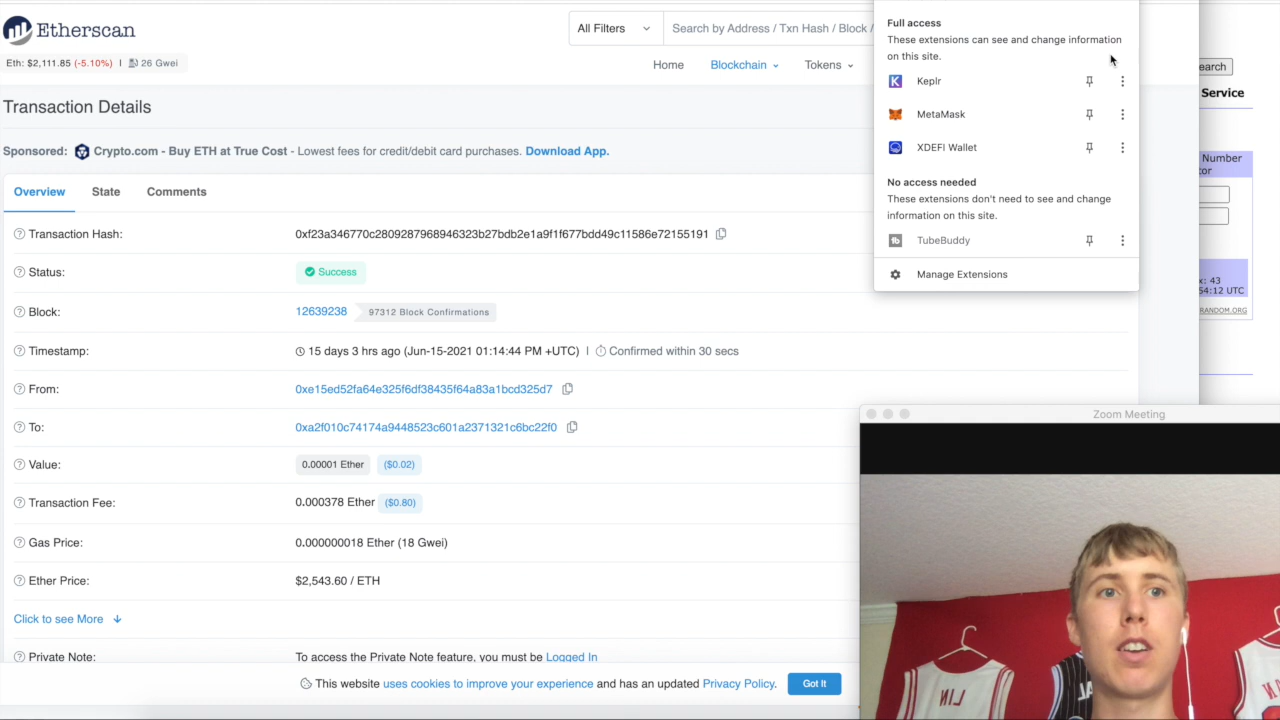 Etherscan
All Filters
Search by Address / Txn Hash / Block /
Eth: $2,111.85 (-5.10%) | 26 Gwei
Home
Blockchain
Tokens
Transaction Details
Sponsored: Crypto.com - Buy ETH at True Cost - Lowest fees for credit/debit card purchases. Download App.
Overview
State
Comments
Transaction Hash: 0xf23a346770c2809287968946323b27bdb2e1a9f1f677bdd49c11586e72155191
Status: Success
Block: 12639238 97312 Block Confirmations
Timestamp: 15 days 3 hrs ago (Jun-15-2021 01:14:44 PM +UTC) | Confirmed within 30 secs
From: 0xe15ed52fa64e325f6df38435f64a83a1bcd325d7
To: 0xa2f010c74174a9448523c601a2371321c6bc22f0
Value: 0.00001 Ether ($0.02)
Transaction Fee: 0.000378 Ether ($0.80)
Gas Price: 0.000000018 Ether (18 Gwei)
Ether Price: $2,543.60 / ETH
Click to see More
Private Note: To access the Private Note feature, you must be Logged In
This website uses cookies to improve your experience and has an updated Privacy Policy.
Got It
Full access
These extensions can see and change information
on this site.
Keplr
MetaMask
XDEFI Wallet
No access needed
These extensions don't need to see and change
information on this site.
TubeBuddy
Manage Extensions
earch
Service
Number
tor
x: 43
54:12 UTC
RANDOM.ORG
Zoom Meeting
LIN